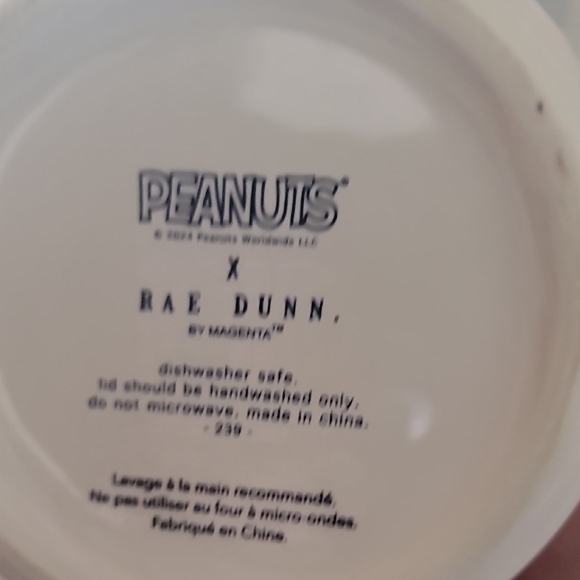 PEANUTS®
© 2024 Peanuts Worldwide LLC
X
RAE DUNN.
BY MAGENTA™
dishwasher safe.
lid should be handwashed only.
do not microwave. made in china.
- 239 -
Lavage à la main recommandé.
Ne pas utiliser au four à micro-ondes.
Fabriqué en Chine.